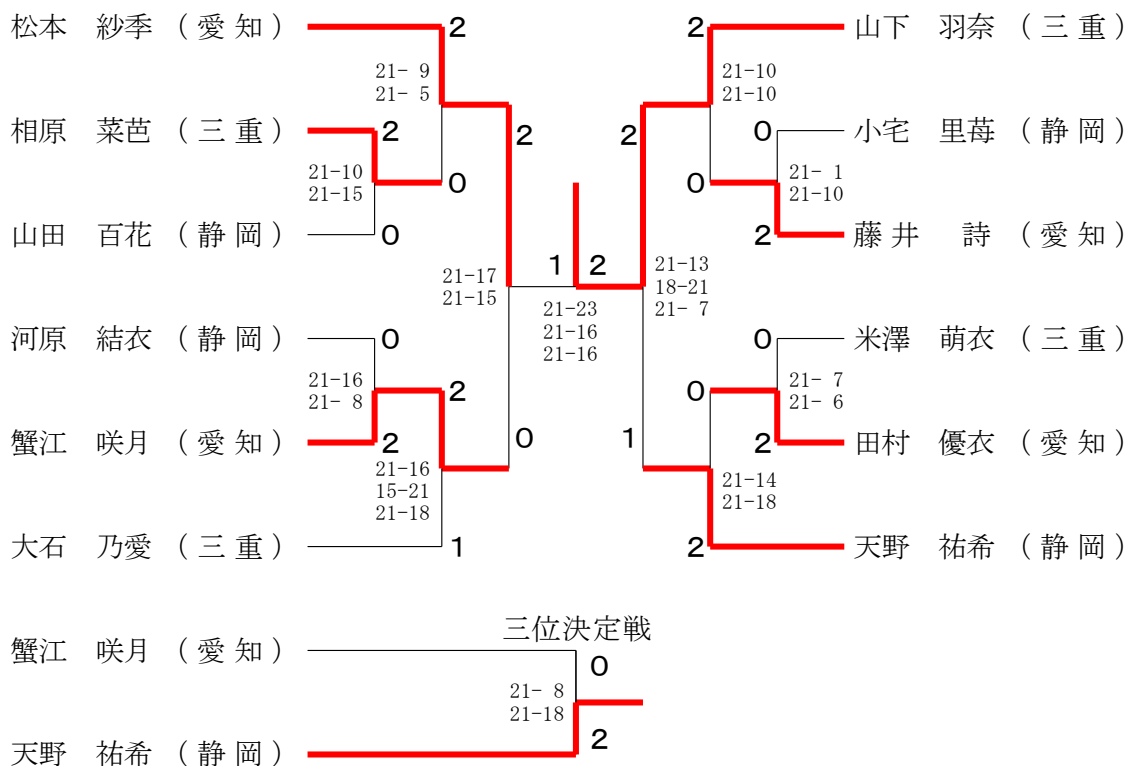 松本 紗季 （愛知） 2 2 山下 羽奈 （三重）
21- 9 21-10
21- 5 21-10
相原 菜芭 （三重） 2 2 2 0 小宅 里苺 （静岡）
21-10 0 0 21- 1
21-15 21-10
山田 百花 （静岡） 0 2 藤井 詩 （愛知）
21-17 1 2 21-13
21-15 18-21
21-23 21- 7
21-16
21-16
河原 結衣 （静岡） 0 0 米澤 萌衣 （三重）
21-16 2 0 21- 7
21- 8 21- 6
蟹江 咲月 （愛知） 2 0 1 2 田村 優衣 （愛知）
21-16 21-14
15-21 21-18
21-18
大石 乃愛 （三重） 1 2 天野 祐希 （静岡）
三位決定戦
蟹江 咲月 （愛知） 0
21- 8
21-18
天野 祐希 （静岡） 2